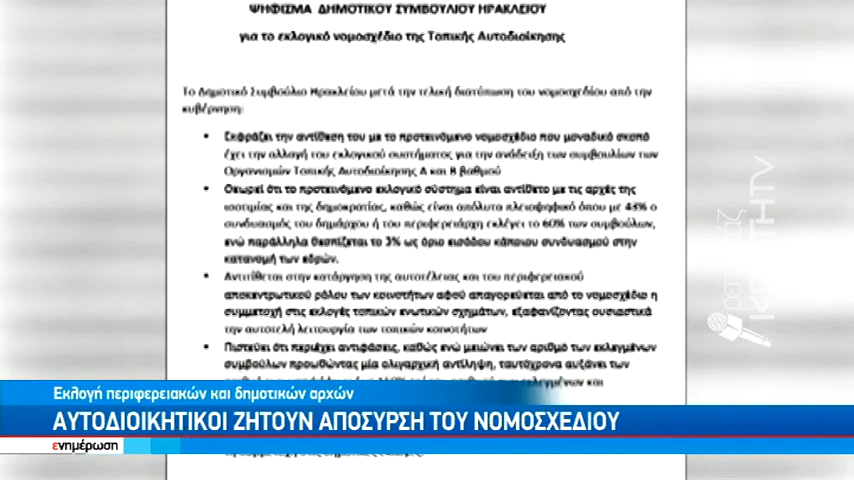 ΨΗΦΙΣΜΑ ΔΗΜΟΤΙΚΟΥ ΣΥΜΒΟΥΛΙΟΥ ΗΡΑΚΛΕΙΟΥ
για το εκλογικό νομοσχέδιο της Τοπικής Αυτοδιοίκησης
Το Δημοτικό Συμβούλιο Ηρακλείου μετά την τελική διατύπωση του νομοσχεδίου από την
κυβέρνηση:
▪ Εκφράζει την αντίθεση του με το προτεινόμενο νομοσχέδιο που μοναδικό σκοπό
έχει την αλλαγή του εκλογικού συστήματος για την ανάδειξη των συμβουλίων των
Οργανισμών Τοπικής Αυτοδιοίκησης Α και Β βαθμού
▪ Θεωρεί ότι το προτεινόμενο εκλογικό σύστημα είναι αντίθετο με τις αρχές της
ισοτιμίας και της δημοκρατίας, καθώς είναι απόλυτα πλειοψηφικό όπου με 43% ο
συνδυασμός του δημάρχου ή του περιφερειάρχη εκλέγει το 60% των συμβούλων,
ενώ παράλληλα θεσπίζεται το 3% ως όριο εισόδου κάποιου συνδυασμού στην
κατανομή των εδρών.
▪ Αντιτίθεται στην κατάργηση της αυτοτέλειας και του περιφερειακού
αποκεντρωτικού ρόλου των κοινοτήτων αφού απαγορεύεται από το νομοσχέδιο η
συμμετοχή στις εκλογές τοπικών ενωτικών σχημάτων, εξαφανίζοντας ουσιαστικά
την αυτοτελή λειτουργία των τοπικών κοινοτήτων
▪ Πιστεύει ότι περιέχει αντιφάσεις, καθώς ενώ μειώνει των αριθμό των εκλεγμένων
συμβούλων προωθώντας μία ολιγαρχική αντίληψη, ταυτόχρονα αυξάνει των
Εκλογή περιφερειακών και δημοτικών αρχών
ΑΥΤΟΔΙΟΙΚΗΤΙΚΟΙ ΖΗΤΟΥΝ ΑΠΟΣΥΡΣΗ ΤΟΥ ΝΟΜΟΣΧΕΔΙΟΥ
ενημέρωση
ΚΡΗΤΗTV